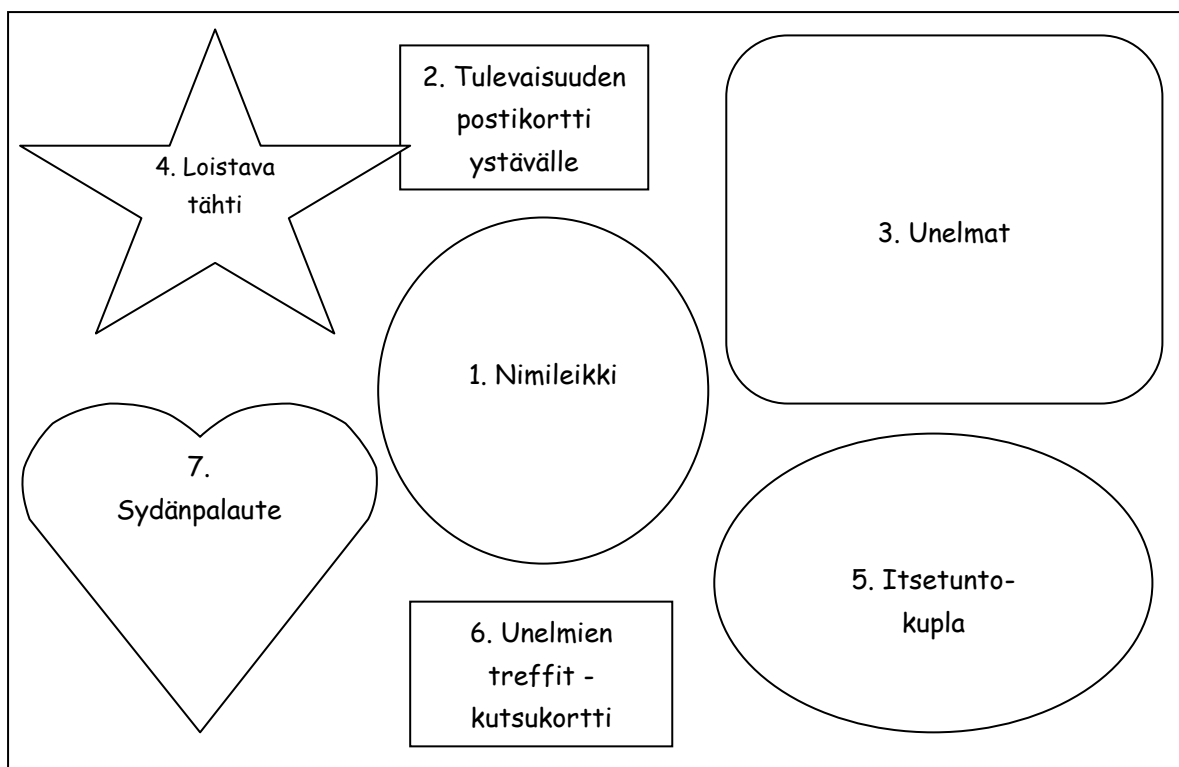 4. Loistava
tähti
2. Tulevaisuuden
postikortti
ystävälle
3. Unelmat
1. Nimileikki
7.
Sydänpalaute
5. Itsetunto-
kupla
6. Unelmien
treffit -
kutsukortti